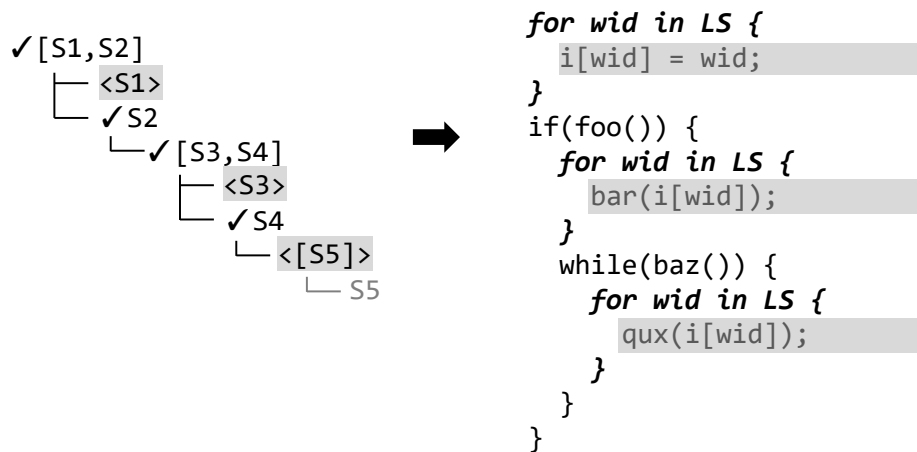 ✓[S1,S2]
<S1>
✓S2
✓[S3,S4]
<S3>
✓S4
<[S5]>
S5
for wid in LS {
i[wid] = wid;
}
if(foo()) {
for wid in LS {
bar(i[wid]);
}
while(baz()) {
for wid in LS {
qux(i[wid]);
}
}
}